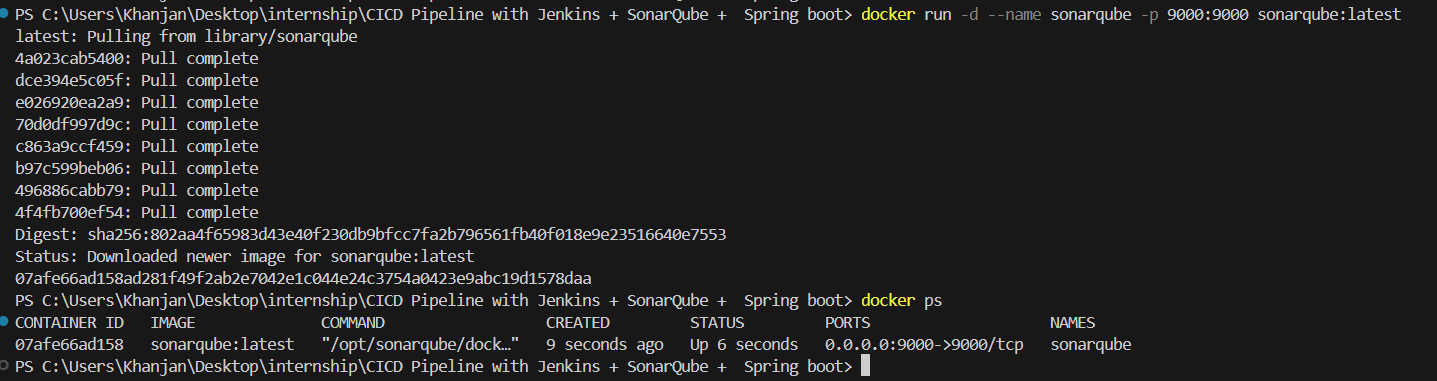 PS C:\Users\Khanjan\Desktop\internship\CICD Pipeline with Jenkins + SonarQube +  Spring boot> docker run -d --name sonarqube -p 9000:9000 sonarqube:latest
latest: Pulling from library/sonarqube
4a023cab5400: Pull complete
dce394e5c05f: Pull complete
e026920ea2a9: Pull complete
70d0df997d9c: Pull complete
c863a9ccf459: Pull complete
b97c599beb06: Pull complete
496886cabb79: Pull complete
4f4fb700ef54: Pull complete
Digest: sha256:802aa4f65983d43e40f230db9bfcc7fa2b796561fb40f018e9e23516640e7553
Status: Downloaded newer image for sonarqube:latest
07afe66ad158ad281f49f2ab2e7042e1c044e24c3754a0423e9abc19d1578daa
PS C:\Users\Khanjan\Desktop\internship\CICD Pipeline with Jenkins + SonarQube +  Spring boot> docker ps
CONTAINER ID   IMAGE              COMMAND                  CREATED         STATUS         PORTS                    NAMES
07afe66ad158   sonarqube:latest   "/opt/sonarqube/dock…"   9 seconds ago   Up 6 seconds   0.0.0.0:9000->9000/tcp   sonarqube
PS C:\Users\Khanjan\Desktop\internship\CICD Pipeline with Jenkins + SonarQube +  Spring boot>